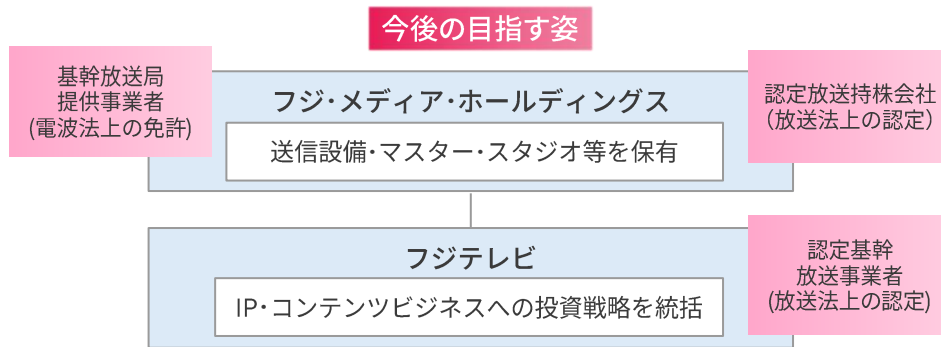 今後の目指す姿
基幹放送局
提供事業者
(電波法上の免許)
フジ･メディア･ホールディングス
送信設備･マスター･スタジオ等を保有
認定放送持株会社
（放送法上の認定）
フジテレビ
IP･コンテンツビジネスへの投資戦略を統括
認定基幹
放送事業者
(放送法上の認定)